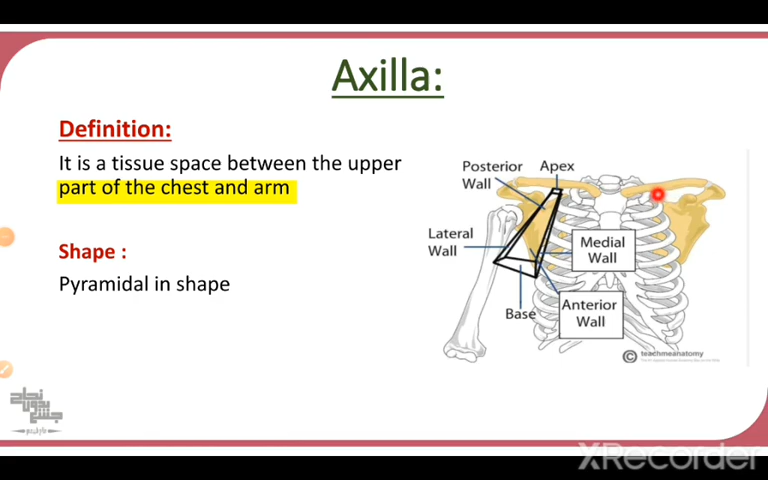 Axilla:
Definition:
It is a tissue space between the upper
part of the chest and arm
Shape :
Pyramidal in shape
Posterior
Wall
Apex
Lateral
Wall
Medial
Wall
Base
Anterior
Wall
© teachmeanatomy
XRecorder